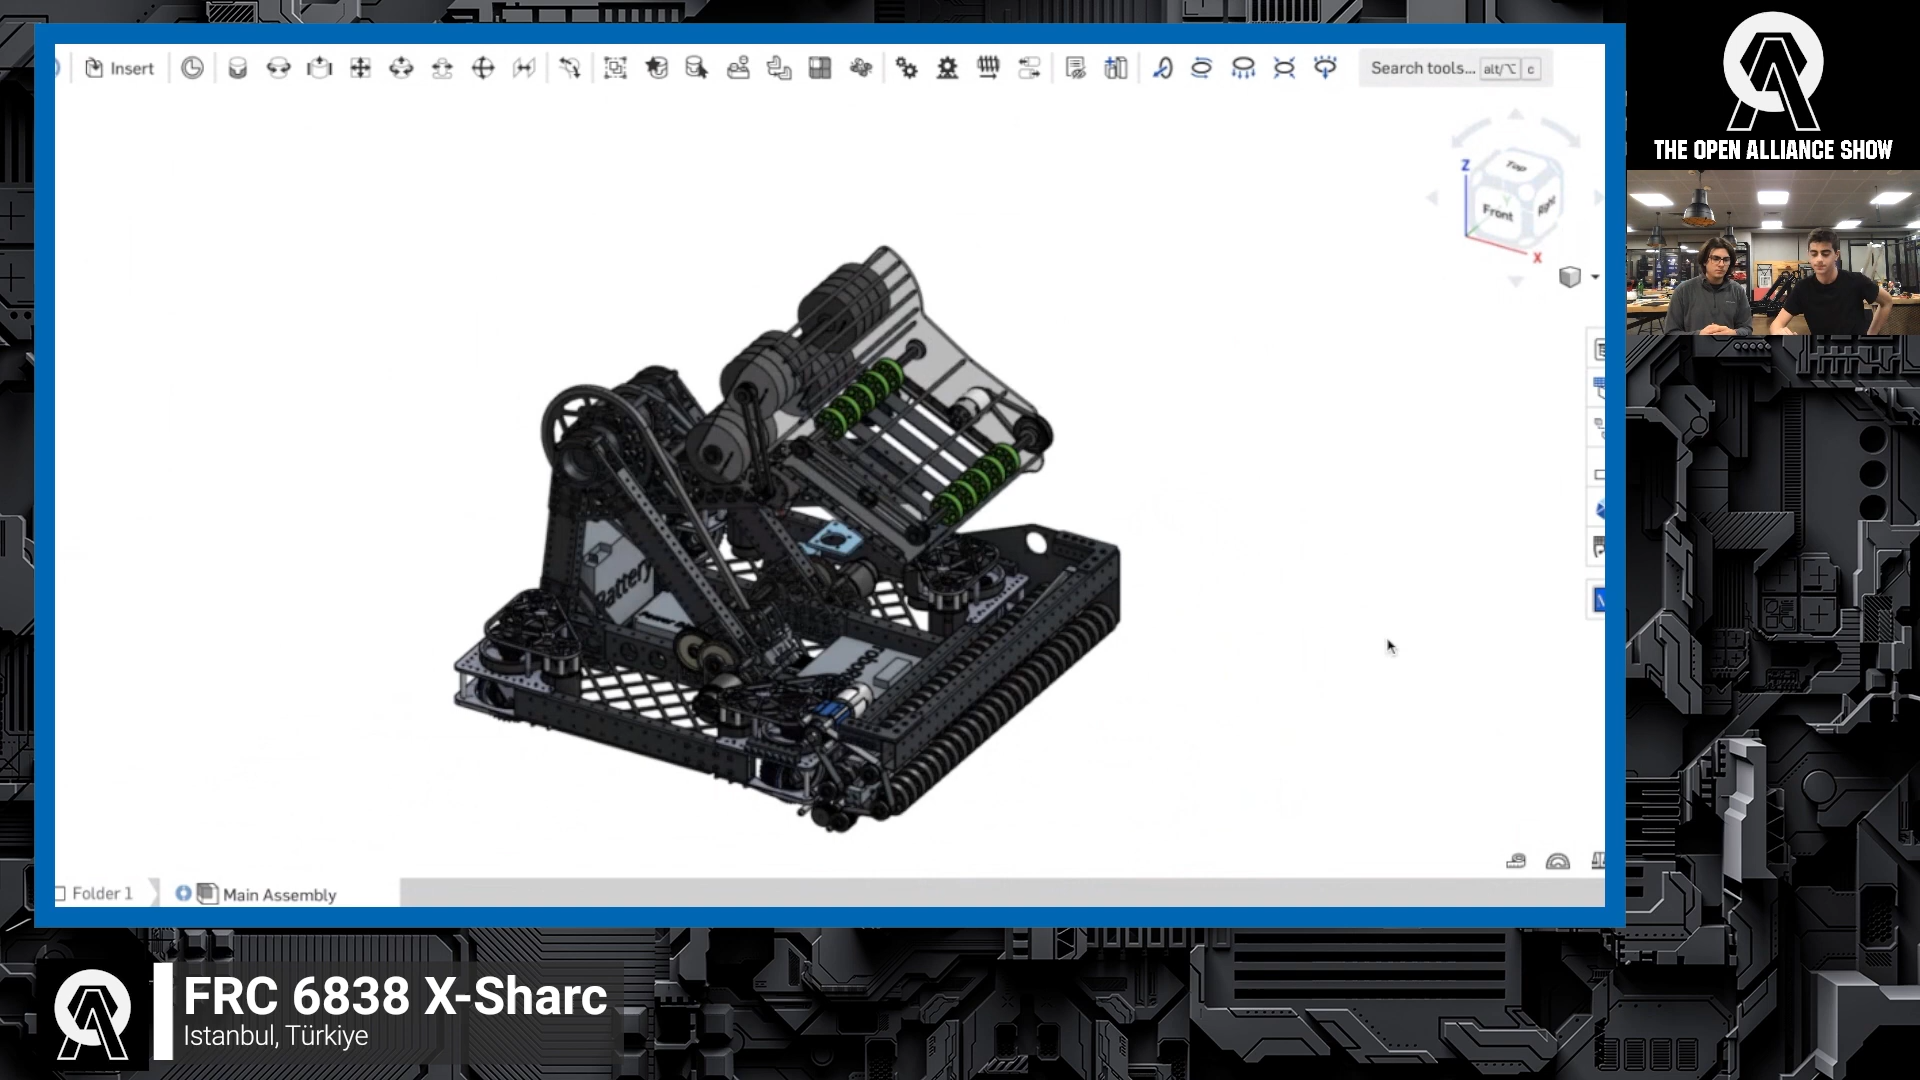 Insert
Search tools... alt/⌥ c
THE OPEN ALLIANCE SHOW
Top
Z
Front
Right
X
Battery
Folder 1
Main Assembly
FRC 6838 X-Sharc
Istanbul, Türkiye